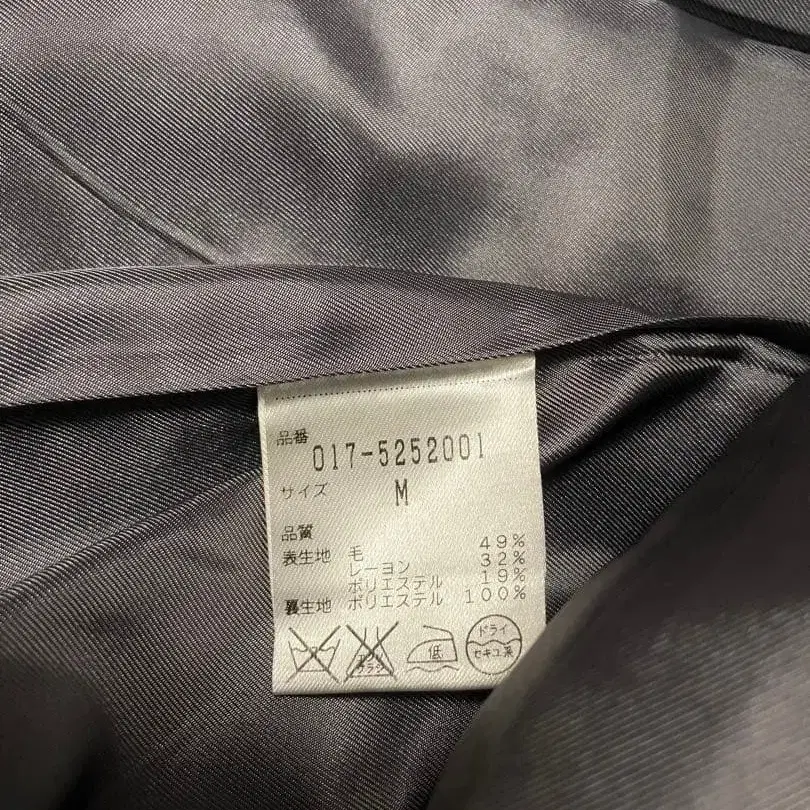 品番
017-5252001
サイズ M
品質
表生地 毛 49%
レーヨン 32%
ポリエステル 19%
裏生地 ポリエステル 100%
低
ドライ
セキユ系